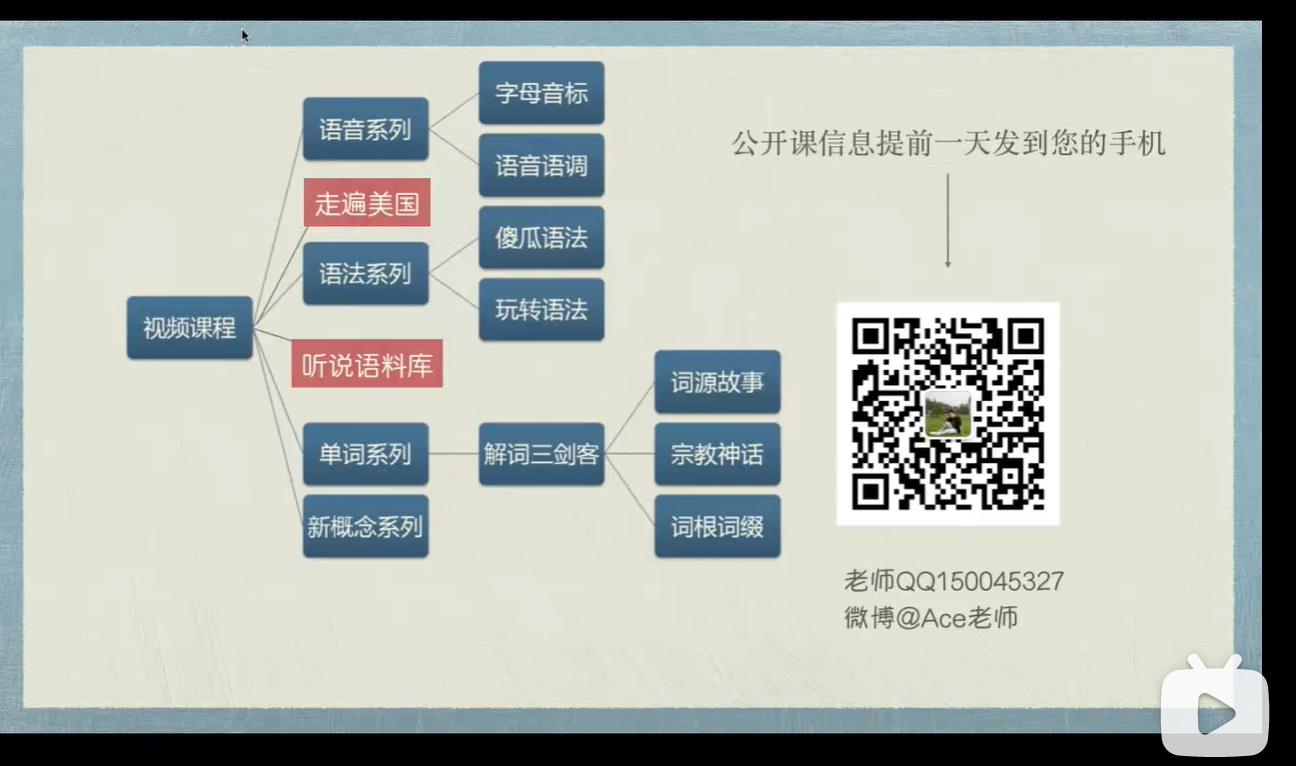 视频课程
语音系列
字母音标
语音语调
走遍美国
语法系列
傻瓜语法
玩转语法
听说语料库
单词系列
解词三剑客
词源故事
宗教神话
词根词缀
新概念系列
公开课信息提前一天发到您的手机
老师QQ150045327
微博@Ace老师